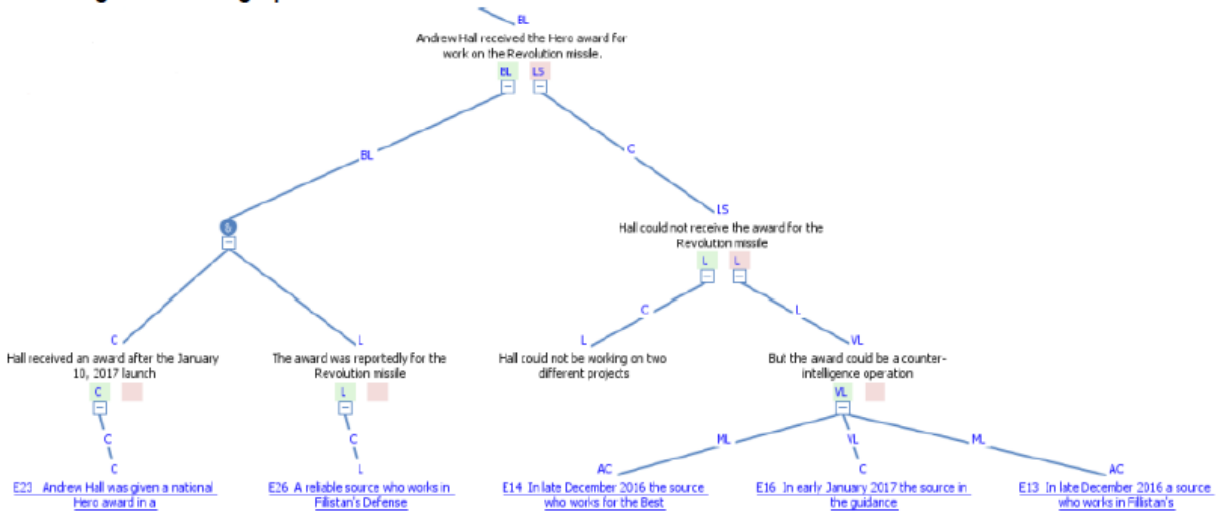 BL
Andrew Hall received the Hero award for
work on the Revolution missile.
BL LS
BL
C
&
LS
Hall could not receive the award for the
Revolution missile
L L
C
L
C
Hall received an award after the January
10, 2017 launch
C
L
The award was reportedly for the
Revolution missile
L
L
Hall could not be working on two
different projects
VL
But the award could be a counter-
intelligence operation
VL
C
C
ML
VL
ML
C
E23 Andrew Hall was given a national
Hero award in a
L
E26 A reliable source who works in
Fillistan's Defense
AC
E14 In late December 2016 the source
who works for the Best
C
E16 In early January 2017 the source in
the guidance
AC
E13 In late December 2016 a source
who works in Fillistan's